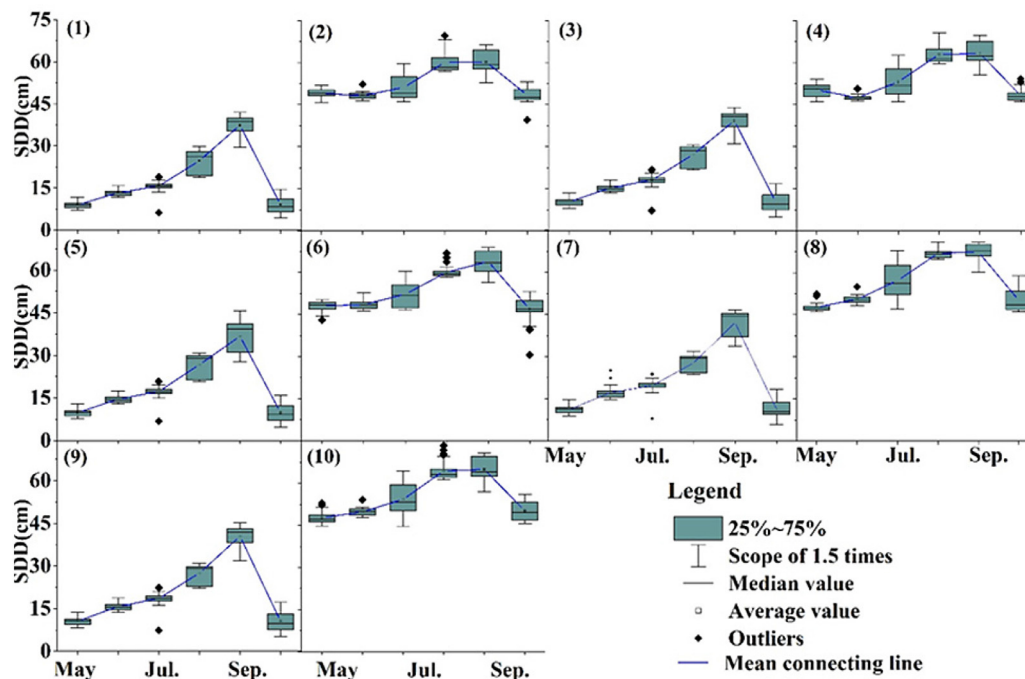 75 (1) (2) (3) (4)
60
45
30
15
0
SDD(cm)
(5) (6) (7) (8)
60
45
30
15
0
SDD(cm)
(9) (10) May Jul. Sep. May Jul. Sep.
60
45
30
15
0
SDD(cm)
May Jul. Sep. May Jul. Sep.
Legend
25%~75%
Scope of 1.5 times
Median value
Average value
Outliers
Mean connecting line